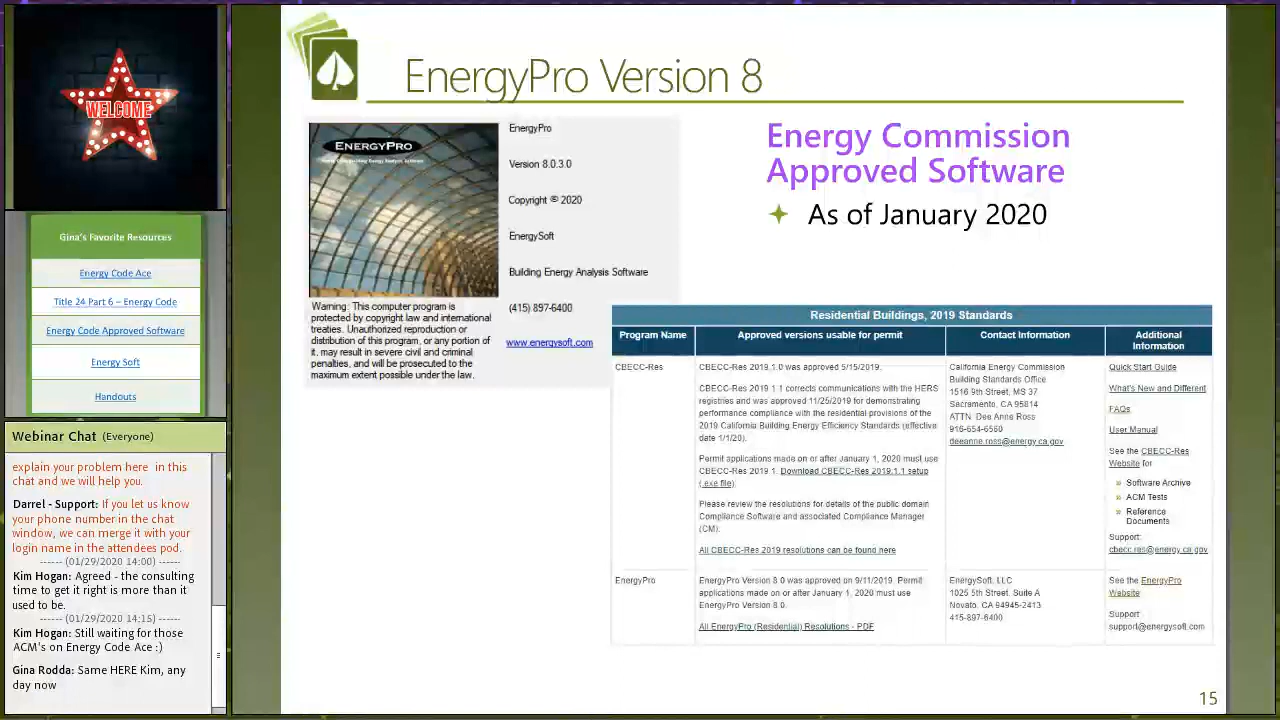 WELCOME
Gina's Favorite Resources
Energy Code Ace
Title 24 Part 6 – Energy Code
Energy Code Approved Software
Energy Soft
Handouts
Webinar Chat (Everyone)
explain your problem here in this
chat and we will help you.
Darrel - Support: If you let us know
your phone number in the chat
window, we can merge it with your
login name in the attendees pod.
------ (01/29/2020 14:00) ------
Kim Hogan: Agreed - the consulting
time to get it right is more than it
used to be.
------ (01/29/2020 14:15) ------
Kim Hogan: Still waiting for those
ACM's on Energy Code Ace :)
Gina Rodda: Same HERE Kim, any
day now
EnergyPro Version 8
ENERGYPRO
EnergyPro
Version 8.0.3.0
Copyright © 2020
EnergySoft
Building Energy Analysis Software
(415) 897-6400
www.energysoft.com
Warning: This computer program is
protected by copyright law and international
treaties. Unauthorized reproduction or
distribution of this program, or any portion of
it, may result in severe civil and criminal
penalties, and will be prosecuted to the
maximum extent possible under the law.
Energy Commission
Approved Software
As of January 2020
Residential Buildings, 2019 Standards
Program Name
Approved versions usable for permit
Contact Information
Additional
Information
CBECC-Res
CBECC-Res 2019.1.0 was approved 5/15/2019.
CBECC-Res 2019.1.1 corrects communications with the HERS
registries and was approved 11/25/2019 for demonstrating
performance compliance with the residential provisions of the
2019 California Building Energy Efficiency Standards (effective
date 1/1/20).
Permit applications made on or after January 1, 2020 must use
CBECC-Res 2019.1. Download CBECC-Res 2019.1.1 setup
(.exe file).
Please review the resolutions for details of the public domain
Compliance Software and associated Compliance Manager
(CM).
All CBECC-Res 2019 resolutions can be found here
California Energy Commission
Building Standards Office
1516 9th Street, MS 37
Sacramento, CA 95814
ATTN: Dee Anne Ross
916-654-6560
deeanne.ross@energy.ca.gov
Quick Start Guide
What's New and Different
FAQs
User Manual
See the CBECC-Res
Website for
» Software Archive
» ACM Tests
» Reference
Documents
Support:
cbecc.res@energy.ca.gov
EnergyPro
EnergyPro Version 8.0 was approved on 9/11/2019. Permit
applications made on or after January 1, 2020 must use
EnergyPro Version 8.0.
All EnergyPro (Residential) Resolutions - PDF
EnergySoft, LLC
1025 5th Street, Suite A
Novato, CA 94945-2413
415-897-6400
See the EnergyPro
Website
Support
support@energysoft.com
15